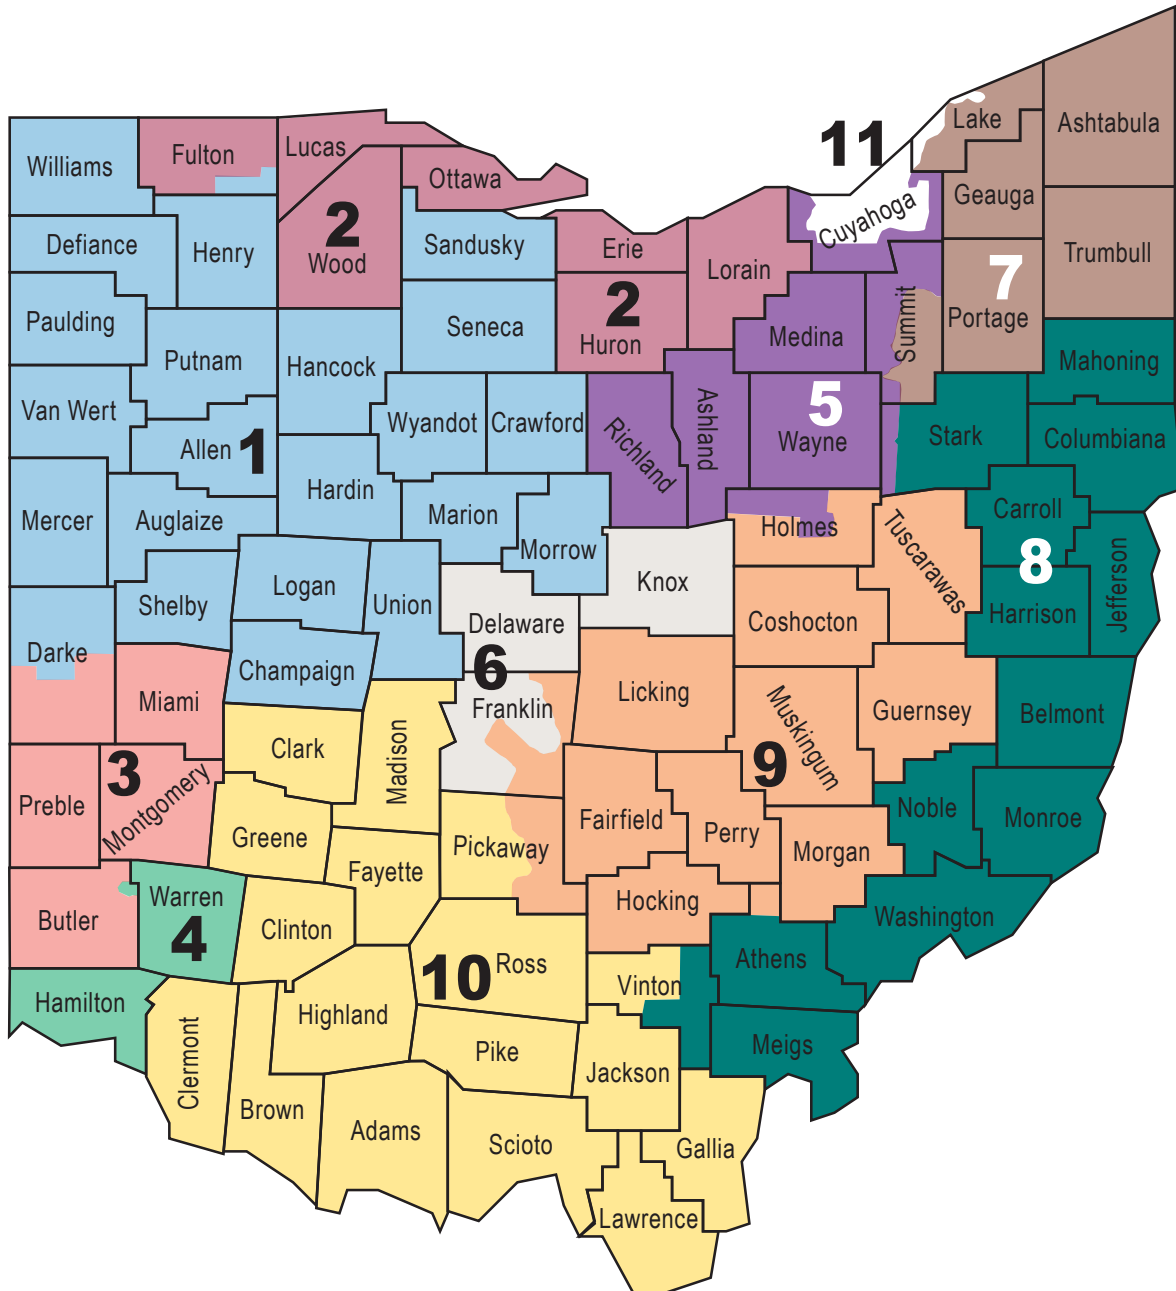 Lake
Ashtabula
11
Lucas
Fulton
Williams
Ottawa
Geauga
Cuyahoga
2
Defiance
Henry
Sandusky
Erie
Trumbull
Wood
Lorain
7
2
Paulding
Seneca
Summit
Portage
Medina
Huron
Putnam
Hancock
Mahoning
Van Wert
5
Wyandot
Crawford
Ashland
Richland
Wayne
Stark
Columbiana
Allen
1
Hardin
Mercer
Auglaize
Marion
Holmes
Carroll
Tuscarawas
Morrow
8
Jefferson
Logan
Knox
Shelby
Union
Delaware
Coshocton
Harrison
Darke
6
Champaign
Miami
Licking
Franklin
Muskingum
Guernsey
Belmont
Clark
Madison
3
9
Preble
Montgomery
Noble
Monroe
Fairfield
Greene
Perry
Pickaway
Morgan
Fayette
Warren
Hocking
Butler
Clinton
4
Washington
10
Ross
Athens
Vinton
Hamilton
Highland
Clermont
Pike
Meigs
Jackson
Brown
Adams
Scioto
Gallia
Lawrence